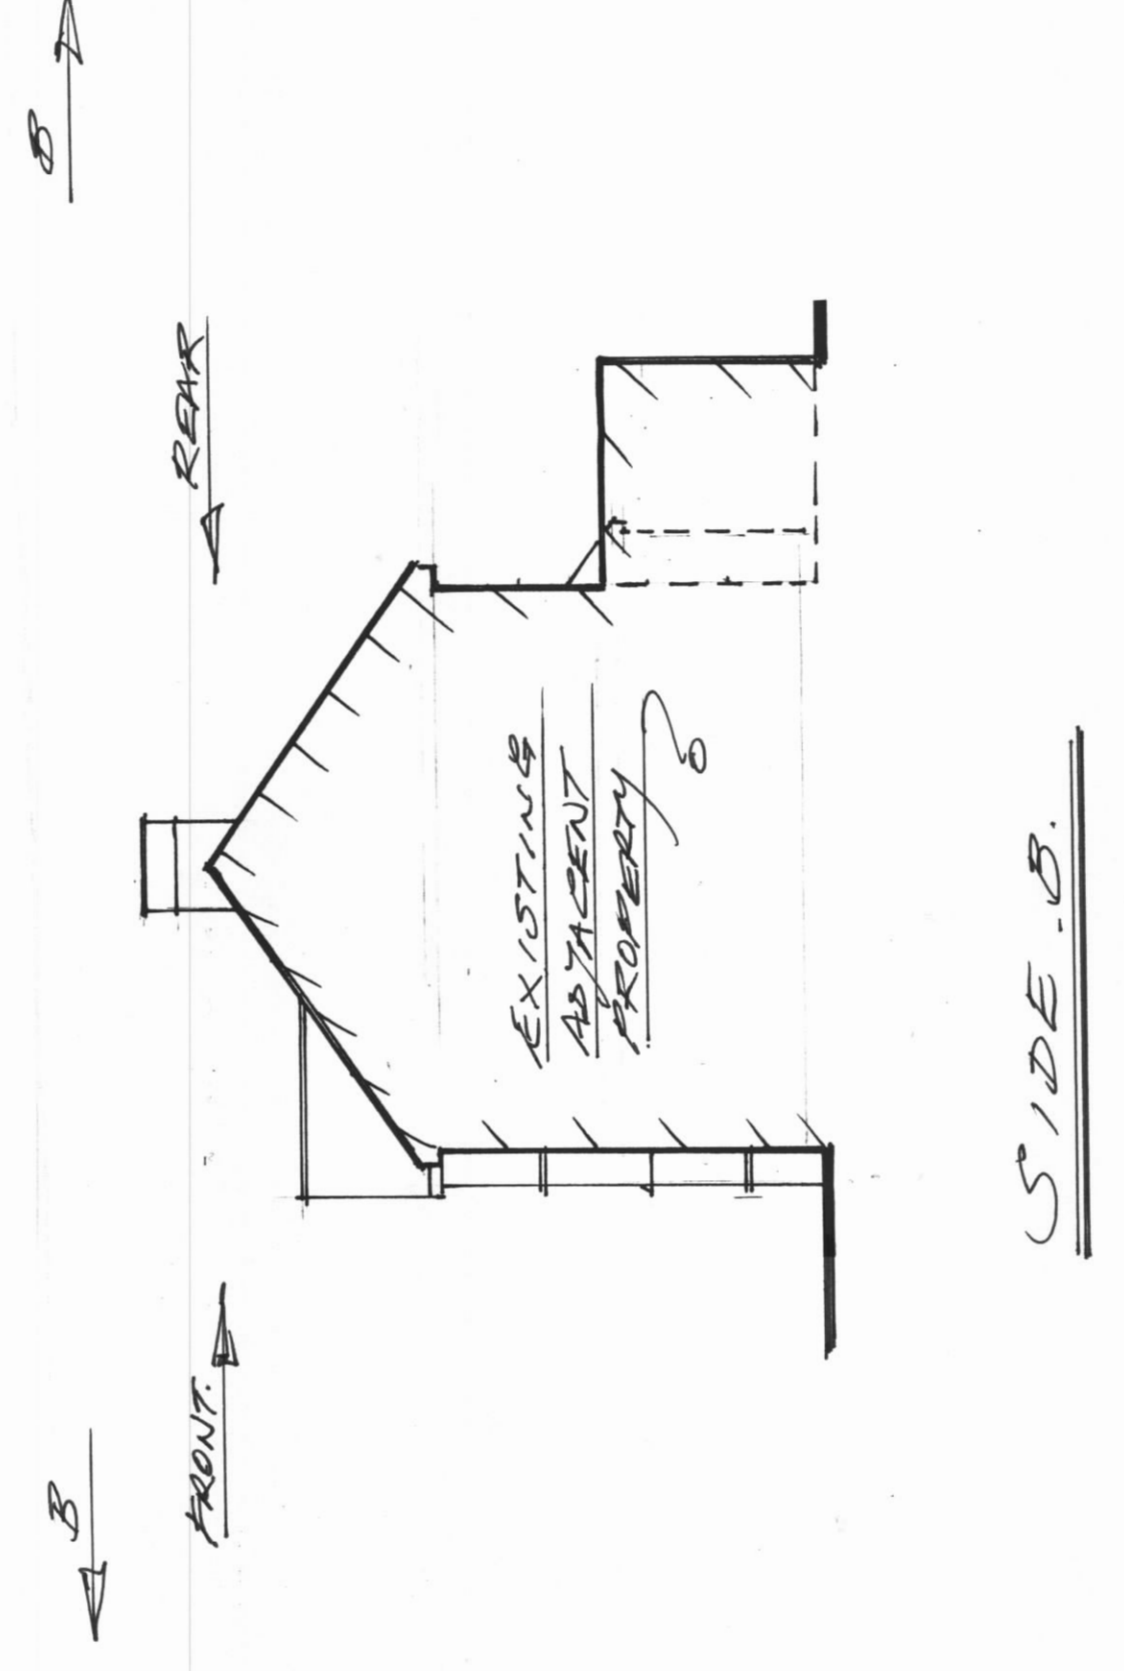 B
FRONT.
REAR
B
EXISTING
ADJACENT
PROPERTY
SIDE - B.